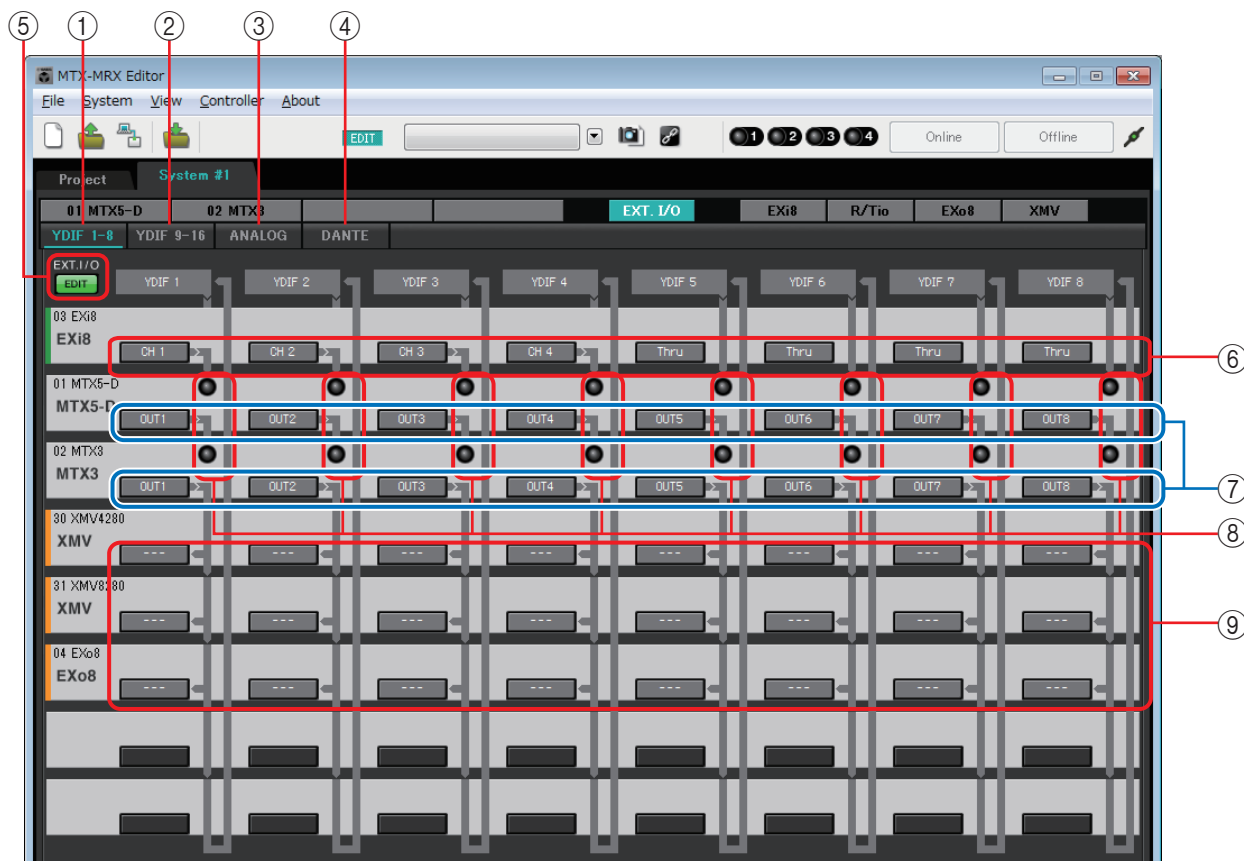 ⑤ ① ② ③ ④
MTX-MRX Editor
File System View Controller About
EDIT 1 2 3 4 Online Offline
Project System #1
01 MTX5-D 02 MTX3 EXT. I/O EXi8 R/Tio EXo8 XMV
YDIF 1-8 YDIF 9-16 ANALOG DANTE
EXT.I/O
EDIT YDIF 1 YDIF 2 YDIF 3 YDIF 4 YDIF 5 YDIF 6 YDIF 7 YDIF 8
03 EXi8
EXi8
CH 1 CH 2 CH 3 CH 4 Thru Thru Thru Thru ⑥
01 MTX5-D
MTX5-D
OUT1 OUT2 OUT3 OUT4 OUT5 OUT6 OUT7 OUT8
02 MTX3
MTX3
OUT1 OUT2 OUT3 OUT4 OUT5 OUT6 OUT7 OUT8 ⑦
30 XMV4280 ⑧
XMV
--- --- --- --- --- --- --- ---
31 XMV8280
XMV
--- --- --- --- --- --- --- --- ⑨
04 EXo8
EXo8
--- --- --- --- --- --- --- ---